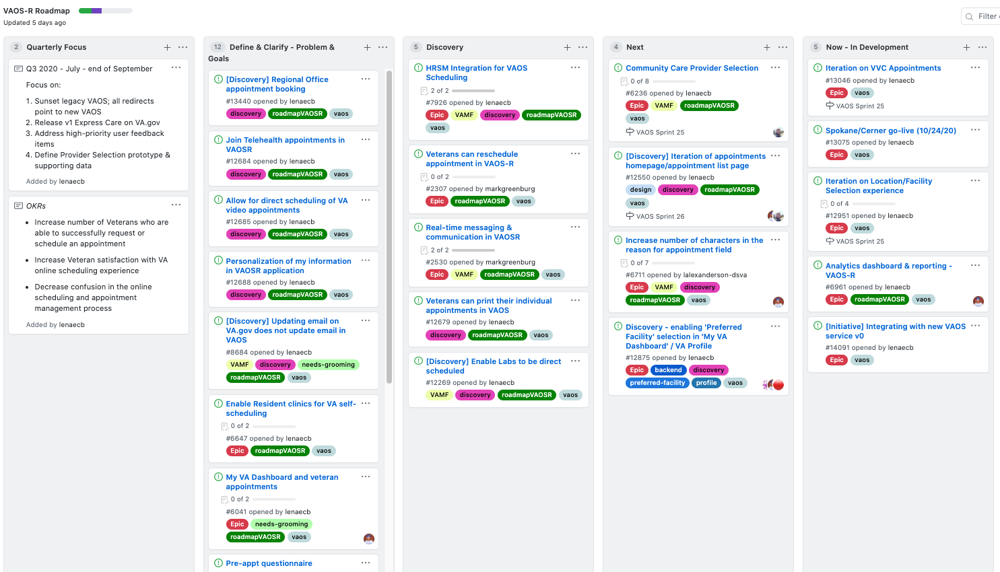 VAOS-R Roadmap
Updated 5 days ago
Filter
2 Quarterly Focus
Q3 2020 - July - end of September
Focus on:
1. Sunset legacy VAOS; all redirects
point to new VAOS
2. Release v1 Express Care on VA.gov
3. Address high-priority user feedback
items
4. Define Provider Selection prototype &
supporting data
Added by lenaecb
OKRs
• Increase number of Veterans who are
able to successfully request or
schedule an appointment
• Increase Veteran satisfaction with VA
online scheduling experience
• Decrease confusion in the online
scheduling and appointment
management process
Added by lenaecb
12 Define & Clarify - Problem &
Goals
[Discovery] Regional Office
appointment booking
#13440 opened by lenaecb
discovery roadmapVAOSR vaos
Join Telehealth appointments in
VAOSR
#12684 opened by lenaecb
discovery roadmapVAOSR vaos
Allow for direct scheduling of VA
video appointments
#12685 opened by lenaecb
discovery roadmapVAOSR vaos
Personalization of my information
in VAOSR application
#12688 opened by lenaecb
discovery roadmapVAOSR vaos
[Discovery] Updating email on
VA.gov does not update email in
VAOS
#8684 opened by lenaecb
VAMF discovery needs-grooming
roadmapVAOSR vaos
Enable Resident clinics for VA self-
scheduling
0 of 2
#6647 opened by lenaecb
Epic roadmapVAOSR vaos
My VA Dashboard and veteran
appointments
0 of 2
#6041 opened by lenaecb
Epic needs-grooming
roadmapVAOSR vaos
Pre-appt questionnaire
5 Discovery
HRSM Integration for VAOS
Scheduling
2 of 2
#7926 opened by lenaecb
Epic VAMF discovery roadmapVAOSR
vaos
Veterans can reschedule
appointment in VAOS-R
0 of 2
#2307 opened by markgreenburg
Epic roadmapVAOSR vaos
Real-time messaging &
communication in VAOSR
2 of 2
#2530 opened by markgreenburg
Epic VAMF roadmapVAOSR vaos
Veterans can print their individual
appointments in VAOS
#12679 opened by lenaecb
discovery roadmapVAOSR vaos
[Discovery] Enable Labs to be direct
scheduled
#12269 opened by lenaecb
VAMF discovery roadmapVAOSR vaos
4 Next
Community Care Provider Selection
0 of 8
#6236 opened by lenaecb
Epic VAMF roadmapVAOSR
vaos
VAOS Sprint 25
[Discovery] Iteration of appointments
homepage/appointment list page
#12550 opened by lenaecb
design discovery roadmapVAOSR
vaos
VAOS Sprint 26
Increase number of characters in the
reason for appointment field
0 of 7
#6711 opened by lalexanderson-dsva
Epic VAMF discovery
roadmapVAOSR vaos
Discovery - enabling 'Preferred
Facility' selection in 'My VA
Dashboard' / VA Profile
#12875 opened by lenaecb
Epic backend discovery
preferred-facility profile vaos
5 Now - In Development
Iteration on VVC Appointments
#13046 opened by lenaecb
Epic vaos
VAOS Sprint 25
Spokane/Cerner go-live (10/24/20)
#13075 opened by lenaecb
Epic vaos
Iteration on Location/Facility
Selection experience
0 of 4
#12951 opened by lenaecb
Epic vaos
VAOS Sprint 25
Analytics dashboard & reporting -
VAOS-R
#6961 opened by lenaecb
Epic roadmapVAOSR vaos
[Initiative] Integrating with new VAOS
service v0
#14091 opened by lenaecb
Epic vaos